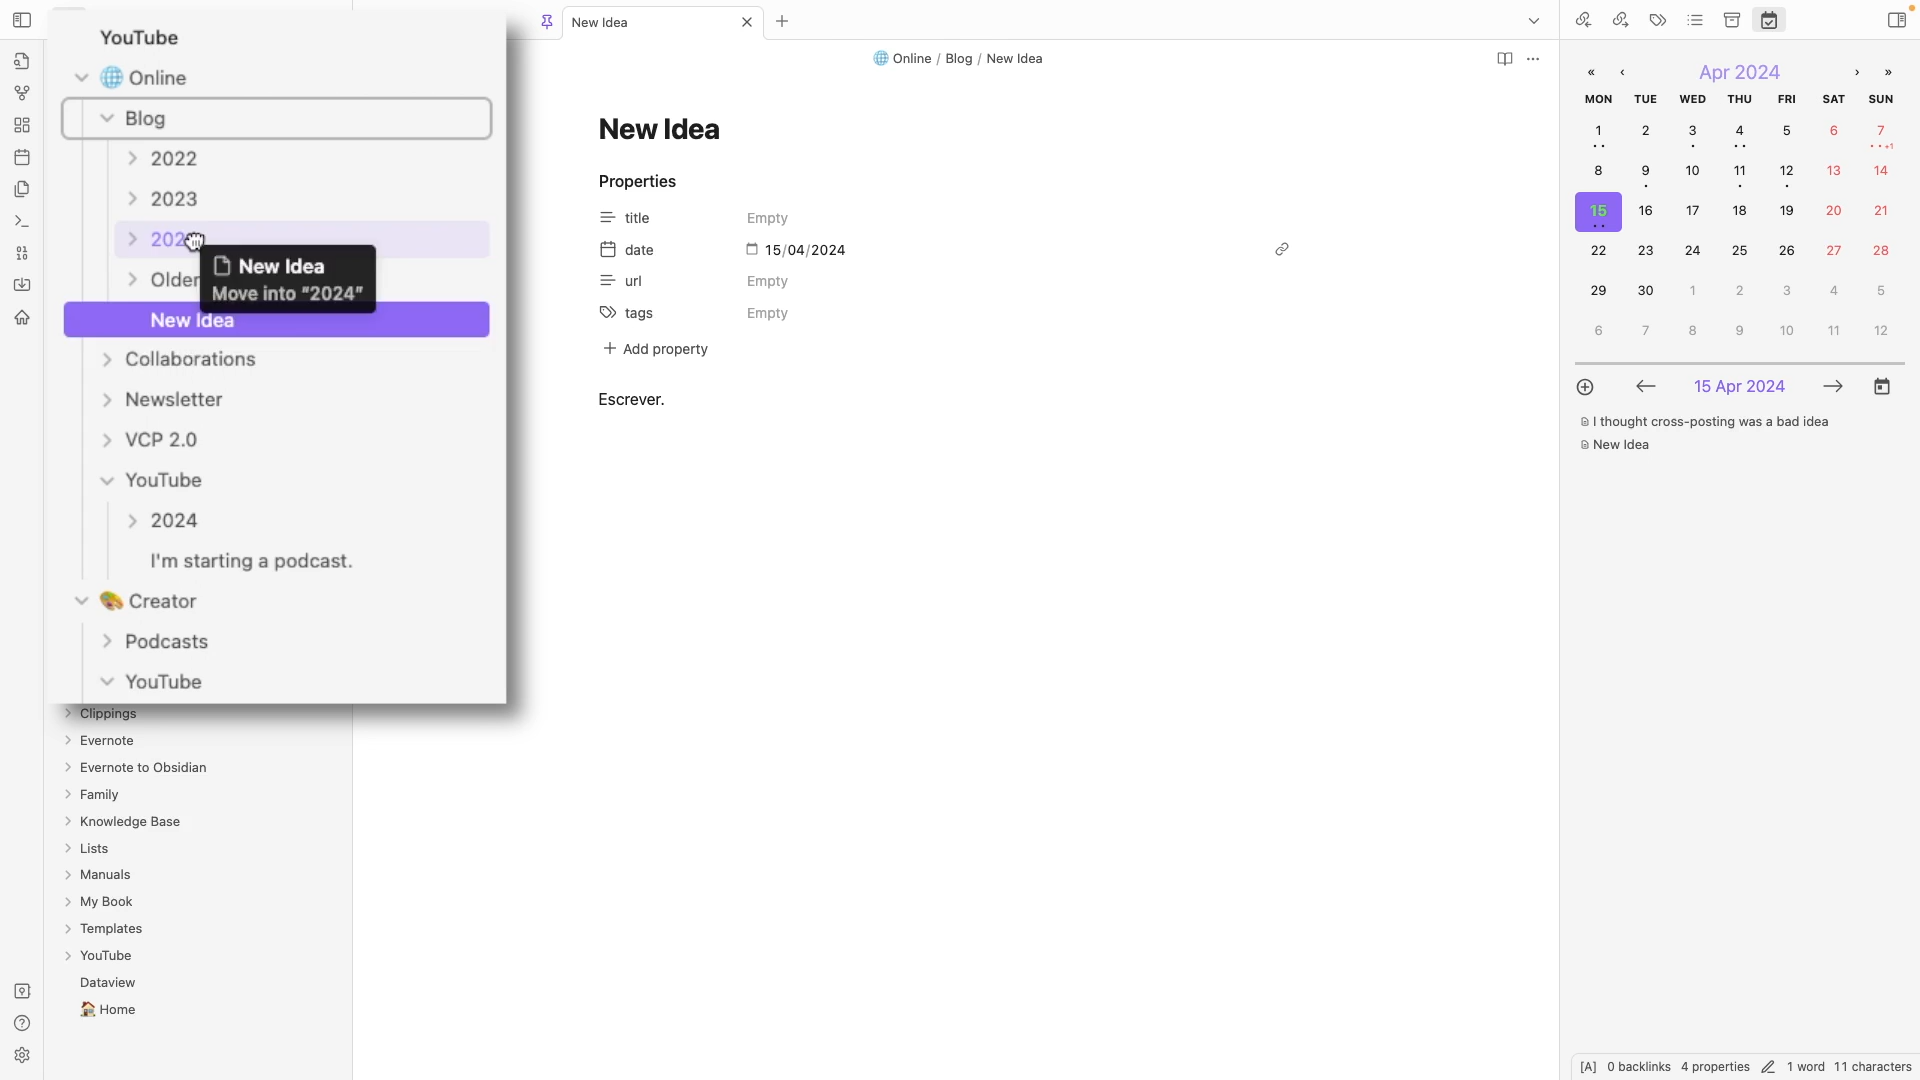 YouTube
🌐 Online
Blog
2022
2023
202
Older
New Idea
Move into “2024”
New Idea
Collaborations
Newsletter
VCP 2.0
YouTube
2024
I'm starting a podcast.
🎨 Creator
Podcasts
YouTube
Clippings
Evernote
Evernote to Obsidian
Family
Knowledge Base
Lists
Manuals
My Book
Templates
YouTube
Dataview
🏠 Home
New Idea
🌐 Online / Blog / New Idea
New Idea
Properties
title Empty
date 15/04/2024
url Empty
tags Empty
Add property
Escrever.
« ‹ Apr 2024 › »
MON TUE WED THU FRI SAT SUN
1 2 3 4 5 6 7
+1
8 9 10 11 12 13 14
15 16 17 18 19 20 21
22 23 24 25 26 27 28
29 30 1 2 3 4 5
6 7 8 9 10 11 12
15 Apr 2024
I thought cross-posting was a bad idea
New Idea
[A] 0 backlinks 4 properties 1 word 11 characters